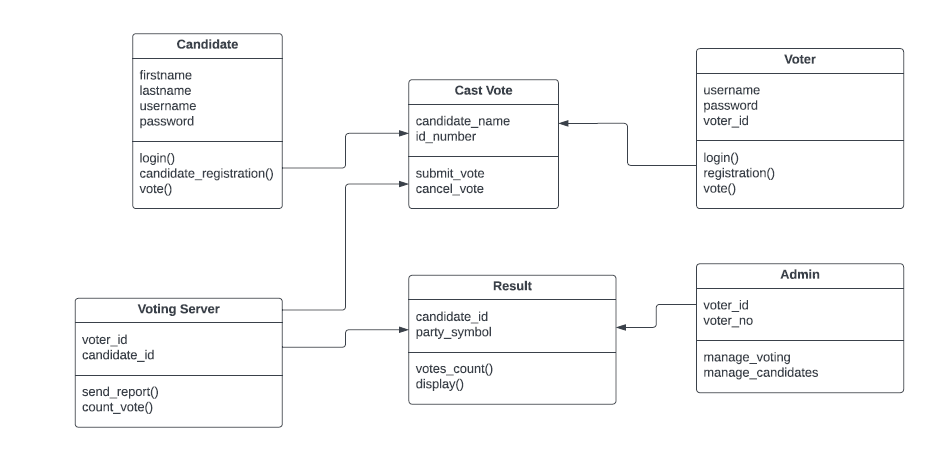 Candidate
firstname
lastname
username
password
login()
candidate_registration()
vote()
Cast Vote
candidate_name
id_number
submit_vote
cancel_vote
Voter
username
password
voter_id
login()
registration()
vote()
Voting Server
voter_id
candidate_id
send_report()
count_vote()
Result
candidate_id
party_symbol
votes_count()
display()
Admin
voter_id
voter_no
manage_voting
manage_candidates